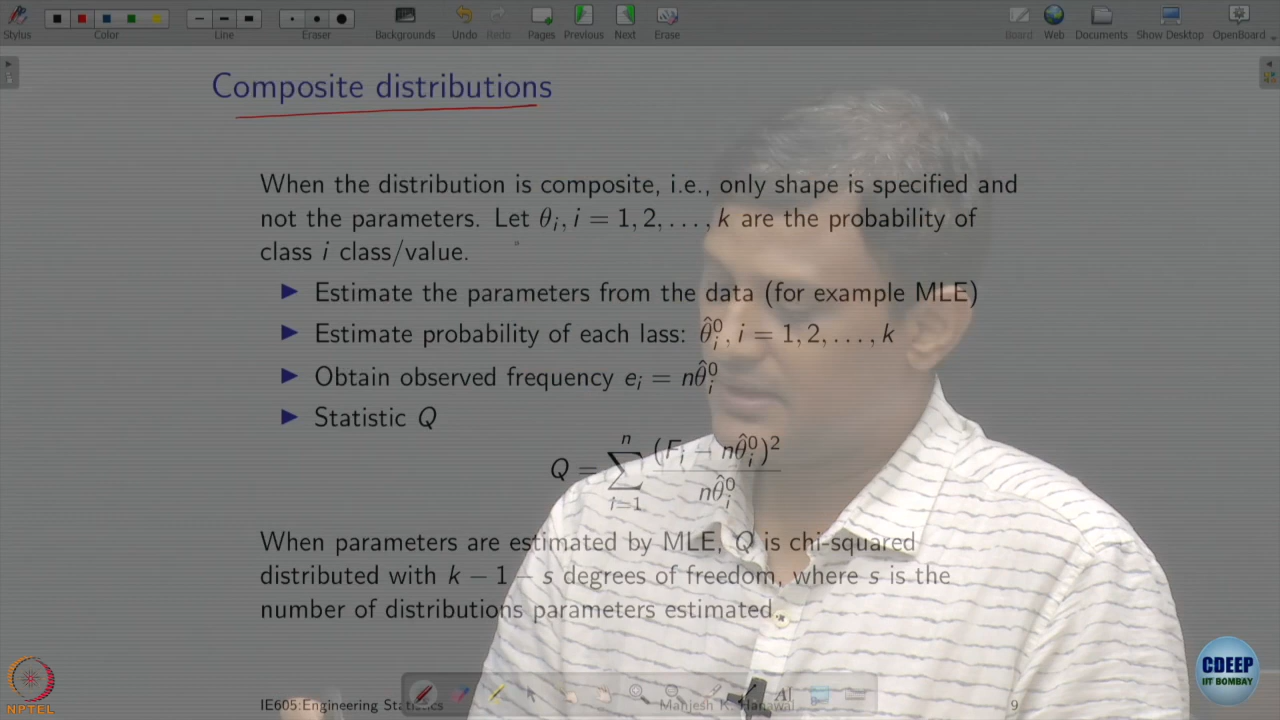 Stylus
Color
Line
Eraser
Backgrounds
Undo
Redo
Pages
Previous
Next
Erase
Board
Web
Documents
Show Desktop
OpenBoard
Composite distributions
When the distribution is composite, i.e., only shape is specified and
not the parameters. Let θ_i, i = 1, 2, . . . , k are the probability of
class i class/value.
▶ Estimate the parameters from the data (for example MLE)
▶ Estimate probability of each lass: θ̂_i^0, i = 1, 2, . . . , k
▶ Obtain observed frequency e_i = nθ̂_i^0
▶ Statistic Q
Q = ∑_{i=1}^{n} (F_i − nθ̂_i^0)^2 / nθ̂_i^0
When parameters are estimated by MLE, Q is chi-squared
distributed with k − 1 − s degrees of freedom, where s is the
number of distributions parameters estimated.
IE605:Engineering Statistics
Manjesh K. Hanawal
9
NPTEL
CDEEP
IIT BOMBAY